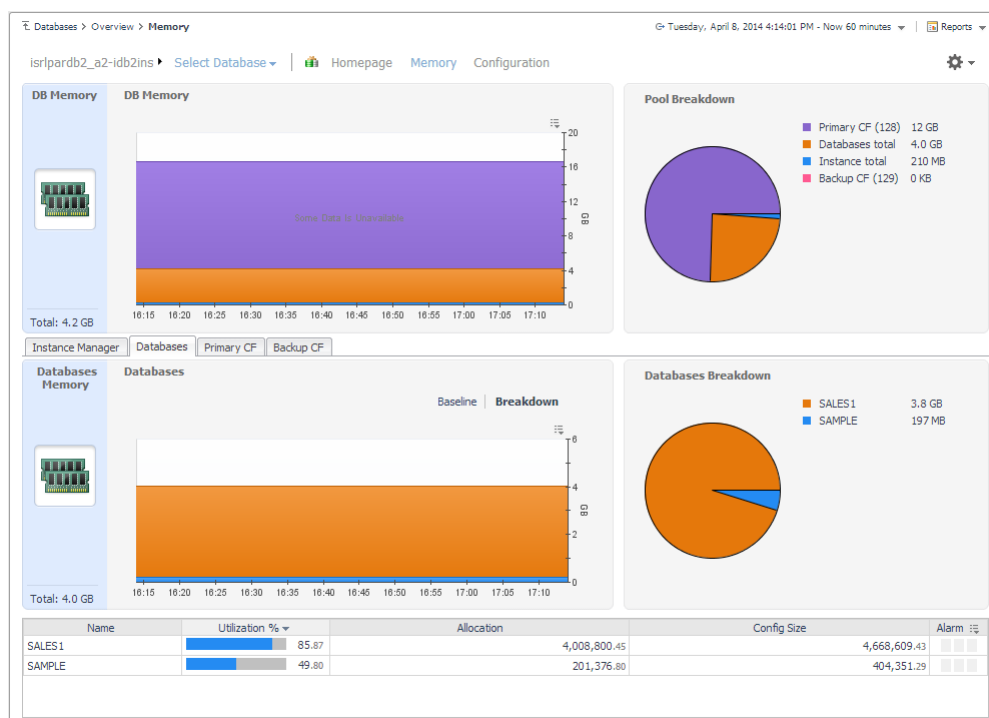 Databases > Overview > Memory
Tuesday, April 8, 2014 4:14:01 PM - Now 60 minutes
Reports
isrlpardb2_a2-idb2ins
Select Database
Homepage
Memory
Configuration
DB Memory
Total: 4.2 GB
DB Memory
Some Data Is Unavailable
20
16
12
8
4
0
GB
16:15 16:20 16:25 16:30 16:35 16:40 16:45 16:50 16:55 17:00 17:05 17:10
Pool Breakdown
Primary CF (128) 12 GB
Databases total 4.0 GB
Instance total 210 MB
Backup CF (129) 0 KB
Instance Manager
Databases
Primary CF
Backup CF
Databases
Memory
Total: 4.0 GB
Databases
Baseline
Breakdown
6
4
2
0
GB
16:15 16:20 16:25 16:30 16:35 16:40 16:45 16:50 16:55 17:00 17:05 17:10
Databases Breakdown
SALES1 3.8 GB
SAMPLE 197 MB
Name Utilization % Allocation Config Size Alarm
SALES1 85.87 4,008,800.45 4,668,609.43
SAMPLE 49.80 201,376.80 404,351.29